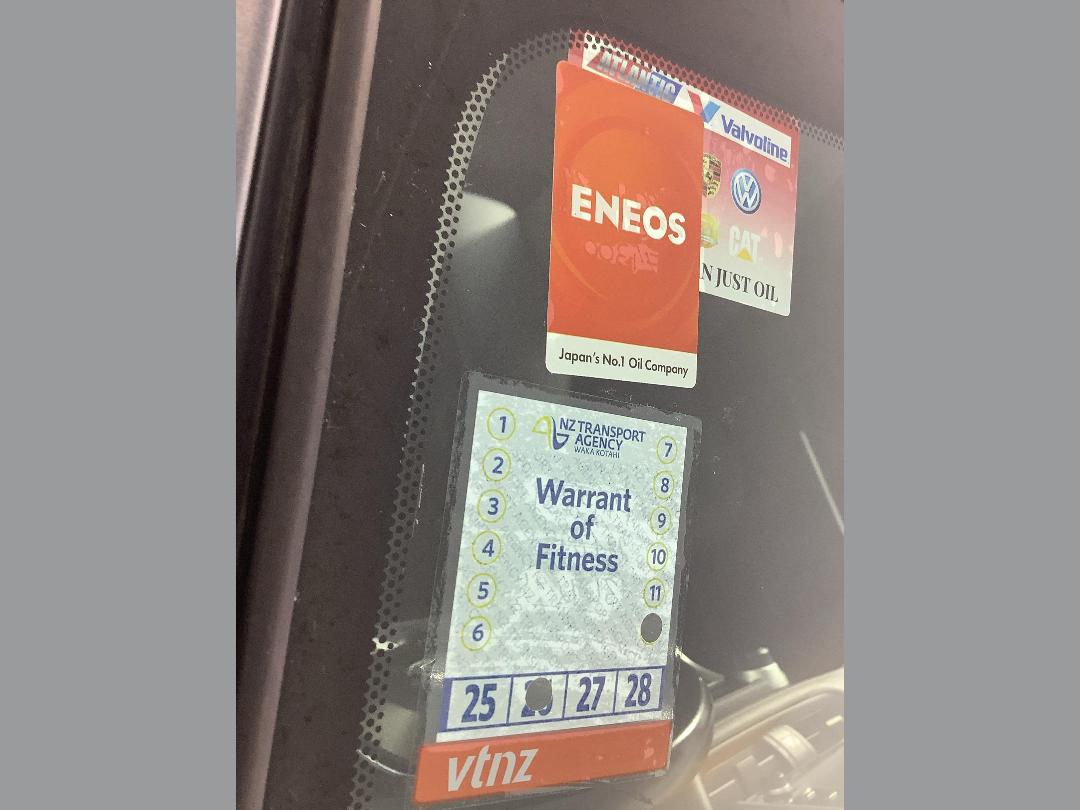 ATLANTIC
Valvoline
ENEOS
CAT
N JUST OIL
Japan's No.1 Oil Company
NZ TRANSPORT
AGENCY
WAKA KOTAHI
Warrant
of
Fitness
1
2
3
4
5
6
7
8
9
10
11
25 27 28
vtnz